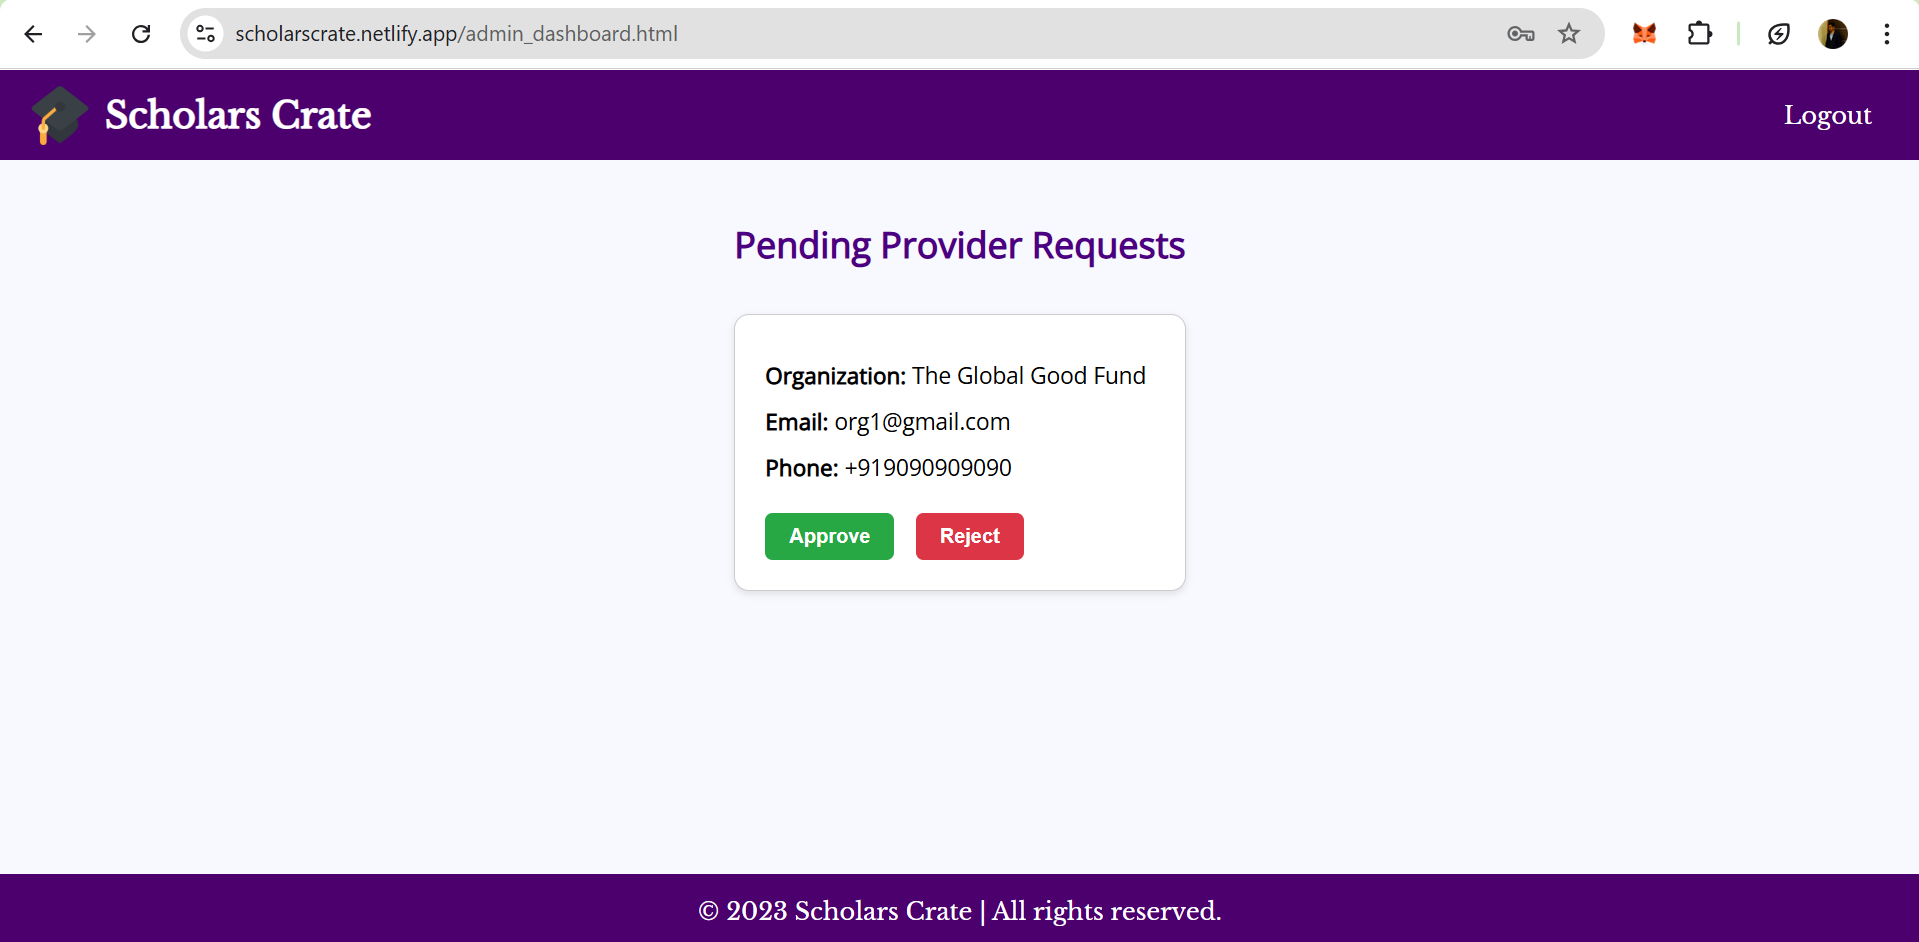 scholarscrate.netlify.app/admin_dashboard.html
Scholars Crate
Logout
Pending Provider Requests
Organization: The Global Good Fund
Email: org1@gmail.com
Phone: +919090909090
Approve Reject
© 2023 Scholars Crate | All rights reserved.